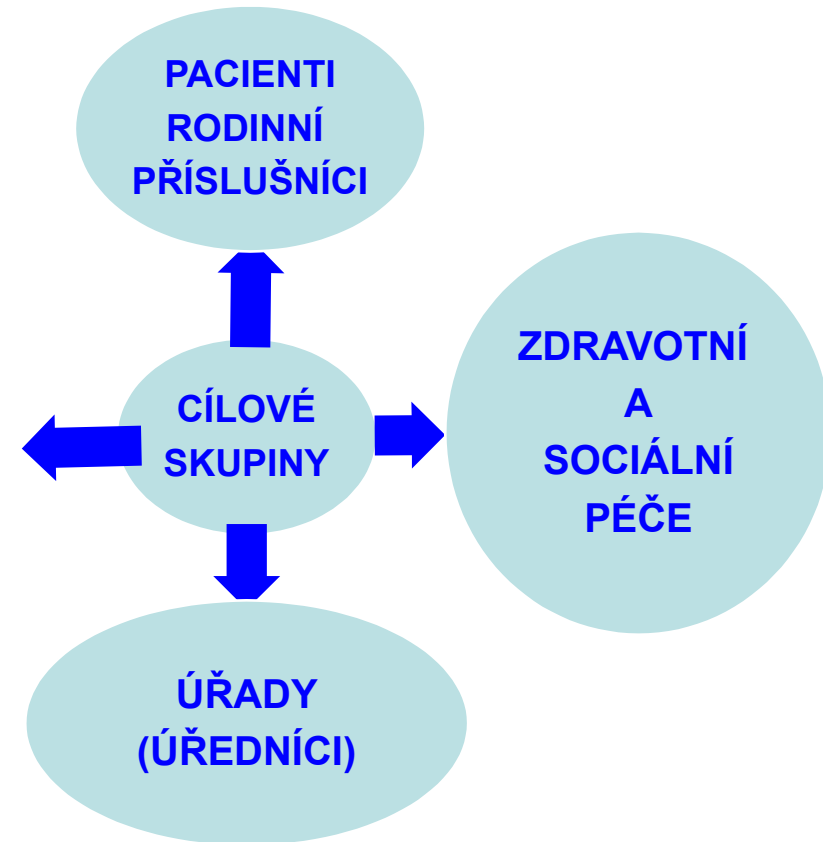 PACIENTI
RODINNÍ
PŘÍSLUŠNÍCI
CÍLOVÉ
SKUPINY
ZDRAVOTNÍ
A
SOCIÁLNÍ
PÉČE
ÚŘADY
(ÚŘEDNÍCI)